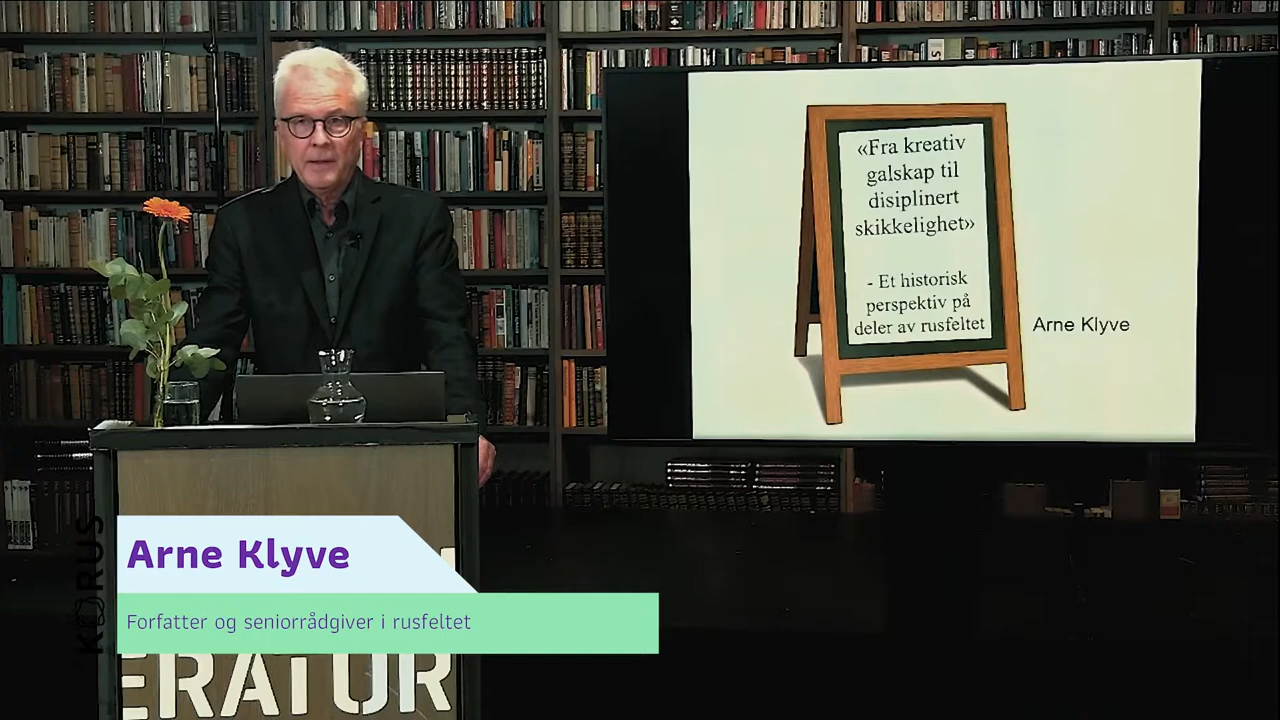 «Fra kreativ
galskap til
disiplinert
skikkelighet»
- Et historisk
perspektiv på
deler av rusfeltet
Arne Klyve
KORUS
Arne Klyve
Forfatter og seniorrådgiver i rusfeltet
ERATUR